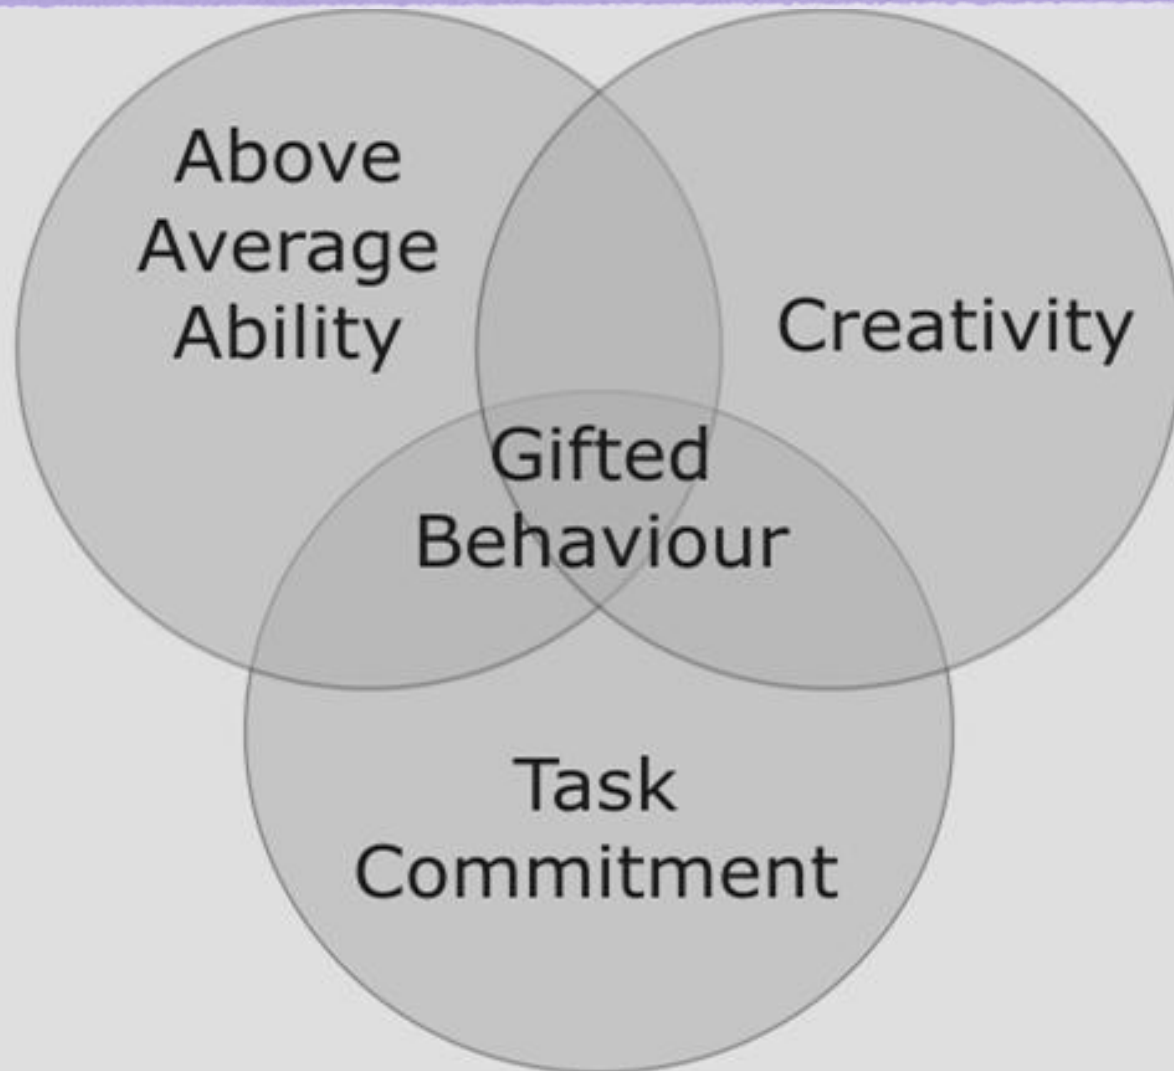 Above
Average
Ability
Creativity
Gifted
Behaviour
Task
Commitment